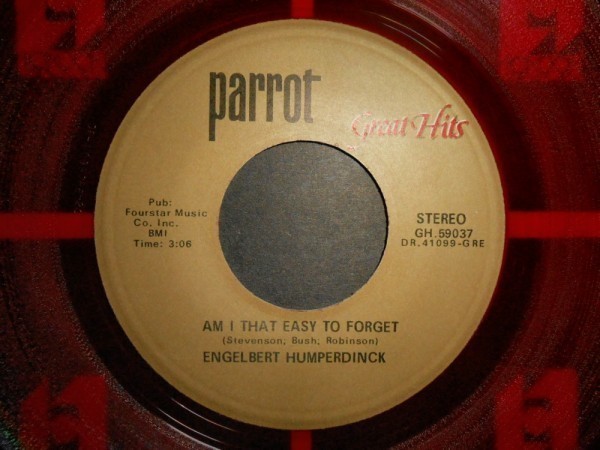 parrot
Great Hits
Pub:
Fourstar Music
Co. Inc.
BMI
Time: 3:06
STEREO
GH.59037
DR.41099-GRE
AM I THAT EASY TO FORGET
(Stevenson; Bush; Robinson)
ENGELBERT HUMPERDINCK